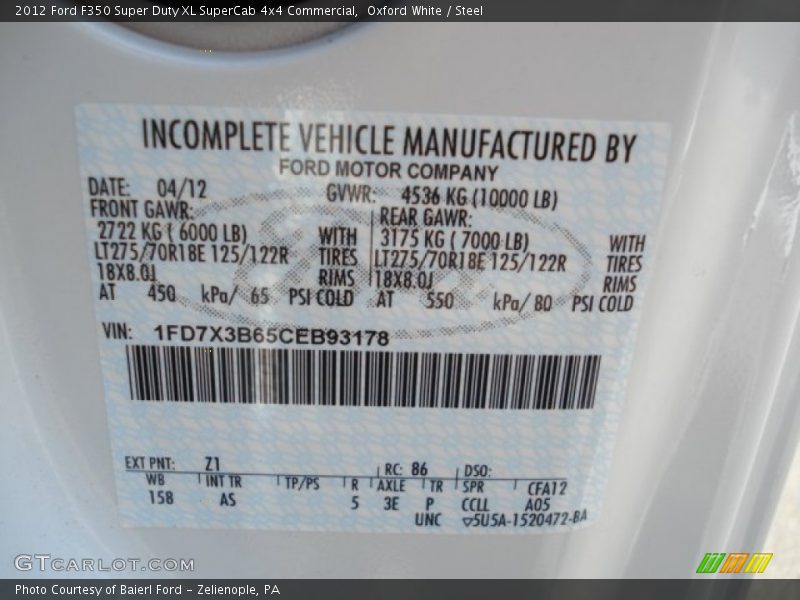 2012 Ford F350 Super Duty XL SuperCab 4x4 Commercial,  Oxford White / Steel
INCOMPLETE VEHICLE MANUFACTURED BY
FORD MOTOR COMPANY
DATE: 04/12 GVWR: 4536 KG (10000 LB)
FRONT GAWR: REAR GAWR:
2722 KG ( 6000 LB) WITH 3175 KG ( 7000 LB) WITH
LT275/70R18E 125/122R TIRES LT275/70R18E 125/122R TIRES
18X8.0J RIMS 18X8.0J RIMS
AT 450 kPa/ 65 PSI COLD AT 550 kPa/ 80 PSI COLD
VIN: 1FD7X3B65CEB93178
EXT PNT: Z1 RC: 86 DSO:
WB INT TR TP/PS R AXLE TR SPR CFA12
158 AS 5 3E P CCLL A05
UNC ▽5U5A-1520472-BA
GTCARLOT.COM
Photo Courtesy of Baierl Ford - Zelienople, PA